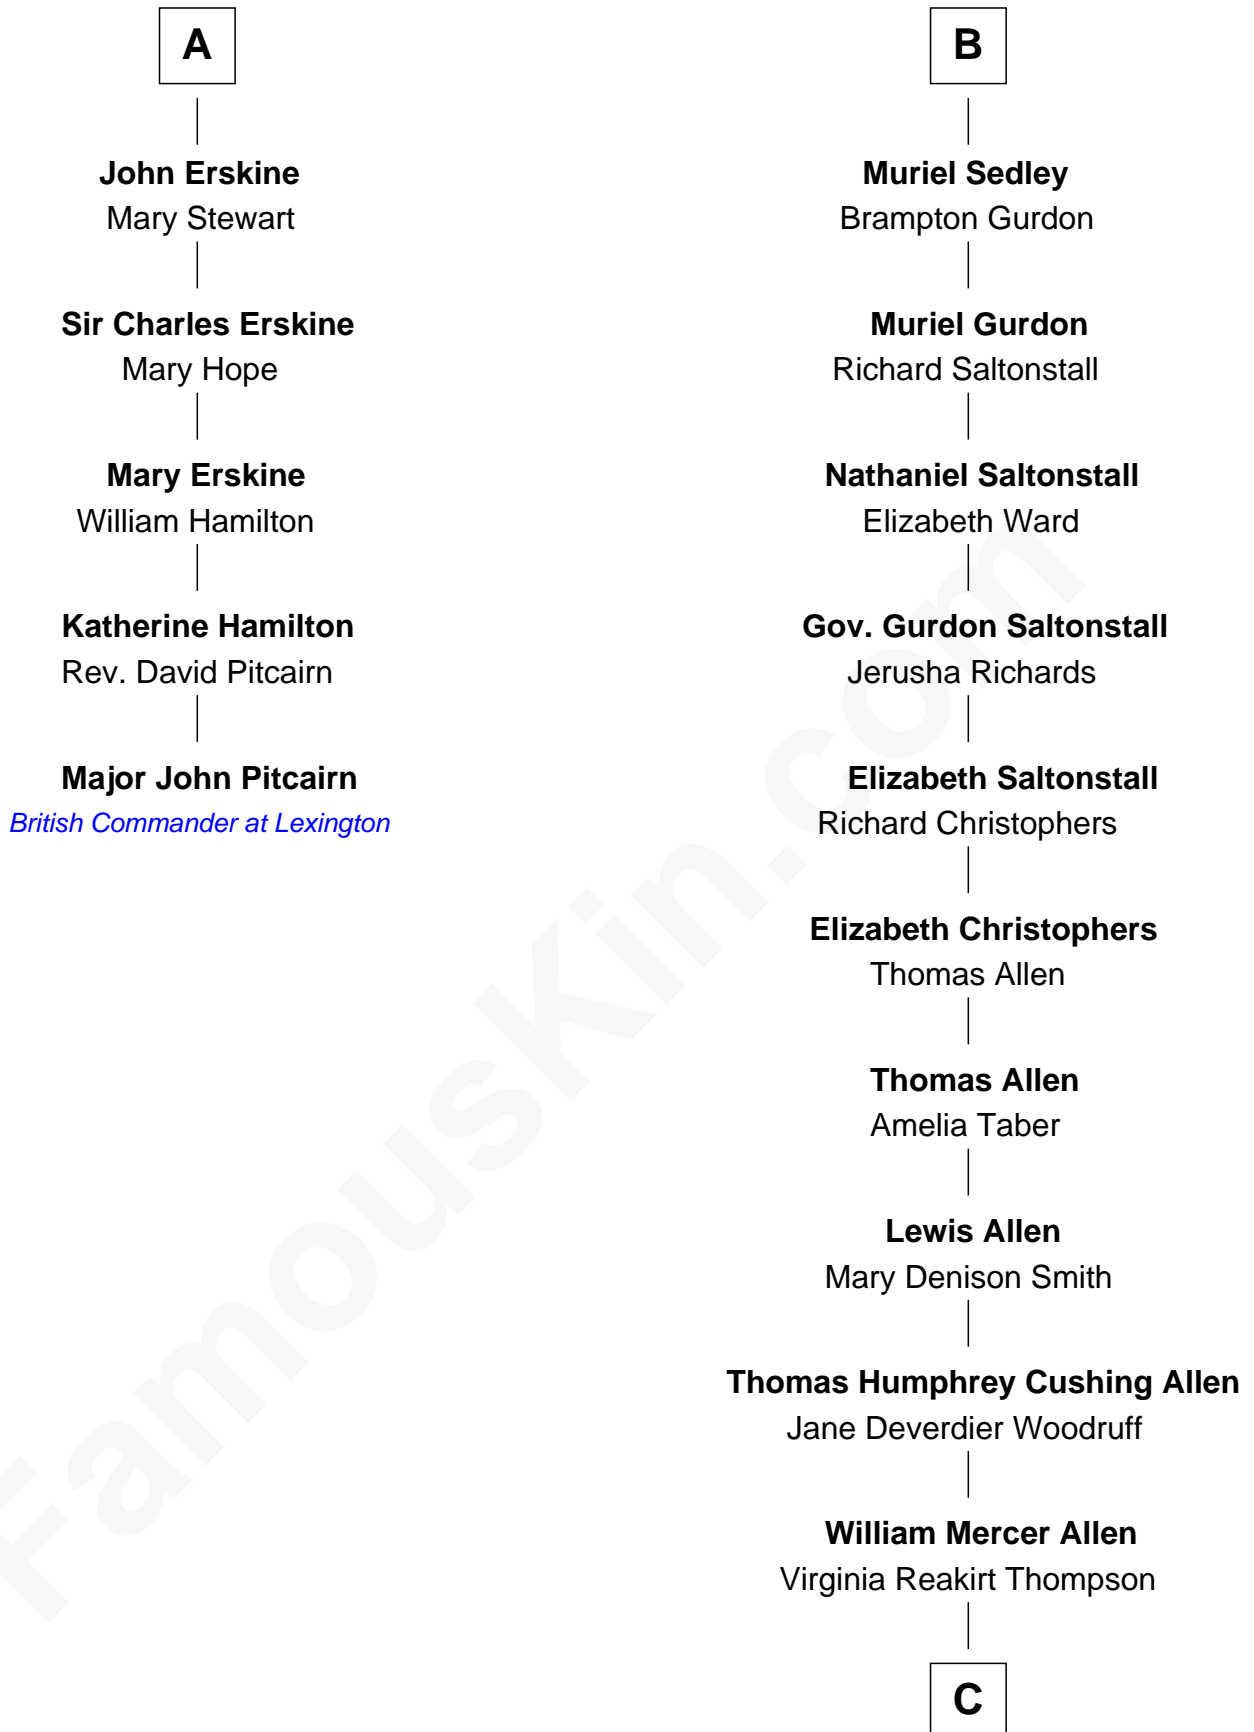 A
John Erskine
Mary Stewart
Sir Charles Erskine
Mary Hope
Mary Erskine
William Hamilton
Katherine Hamilton
Rev. David Pitcairn
Major John Pitcairn
British Commander at Lexington
B
Muriel Sedley
Brampton Gurdon
Muriel Gurdon
Richard Saltonstall
Nathaniel Saltonstall
Elizabeth Ward
Gov. Gurdon Saltonstall
Jerusha Richards
Elizabeth Saltonstall
Richard Christophers
Elizabeth Christophers
Thomas Allen
Thomas Allen
Amelia Taber
Lewis Allen
Mary Denison Smith
Thomas Humphrey Cushing Allen
Jane Deverdier Woodruff
William Mercer Allen
Virginia Reakirt Thompson
C
FamousKin.com